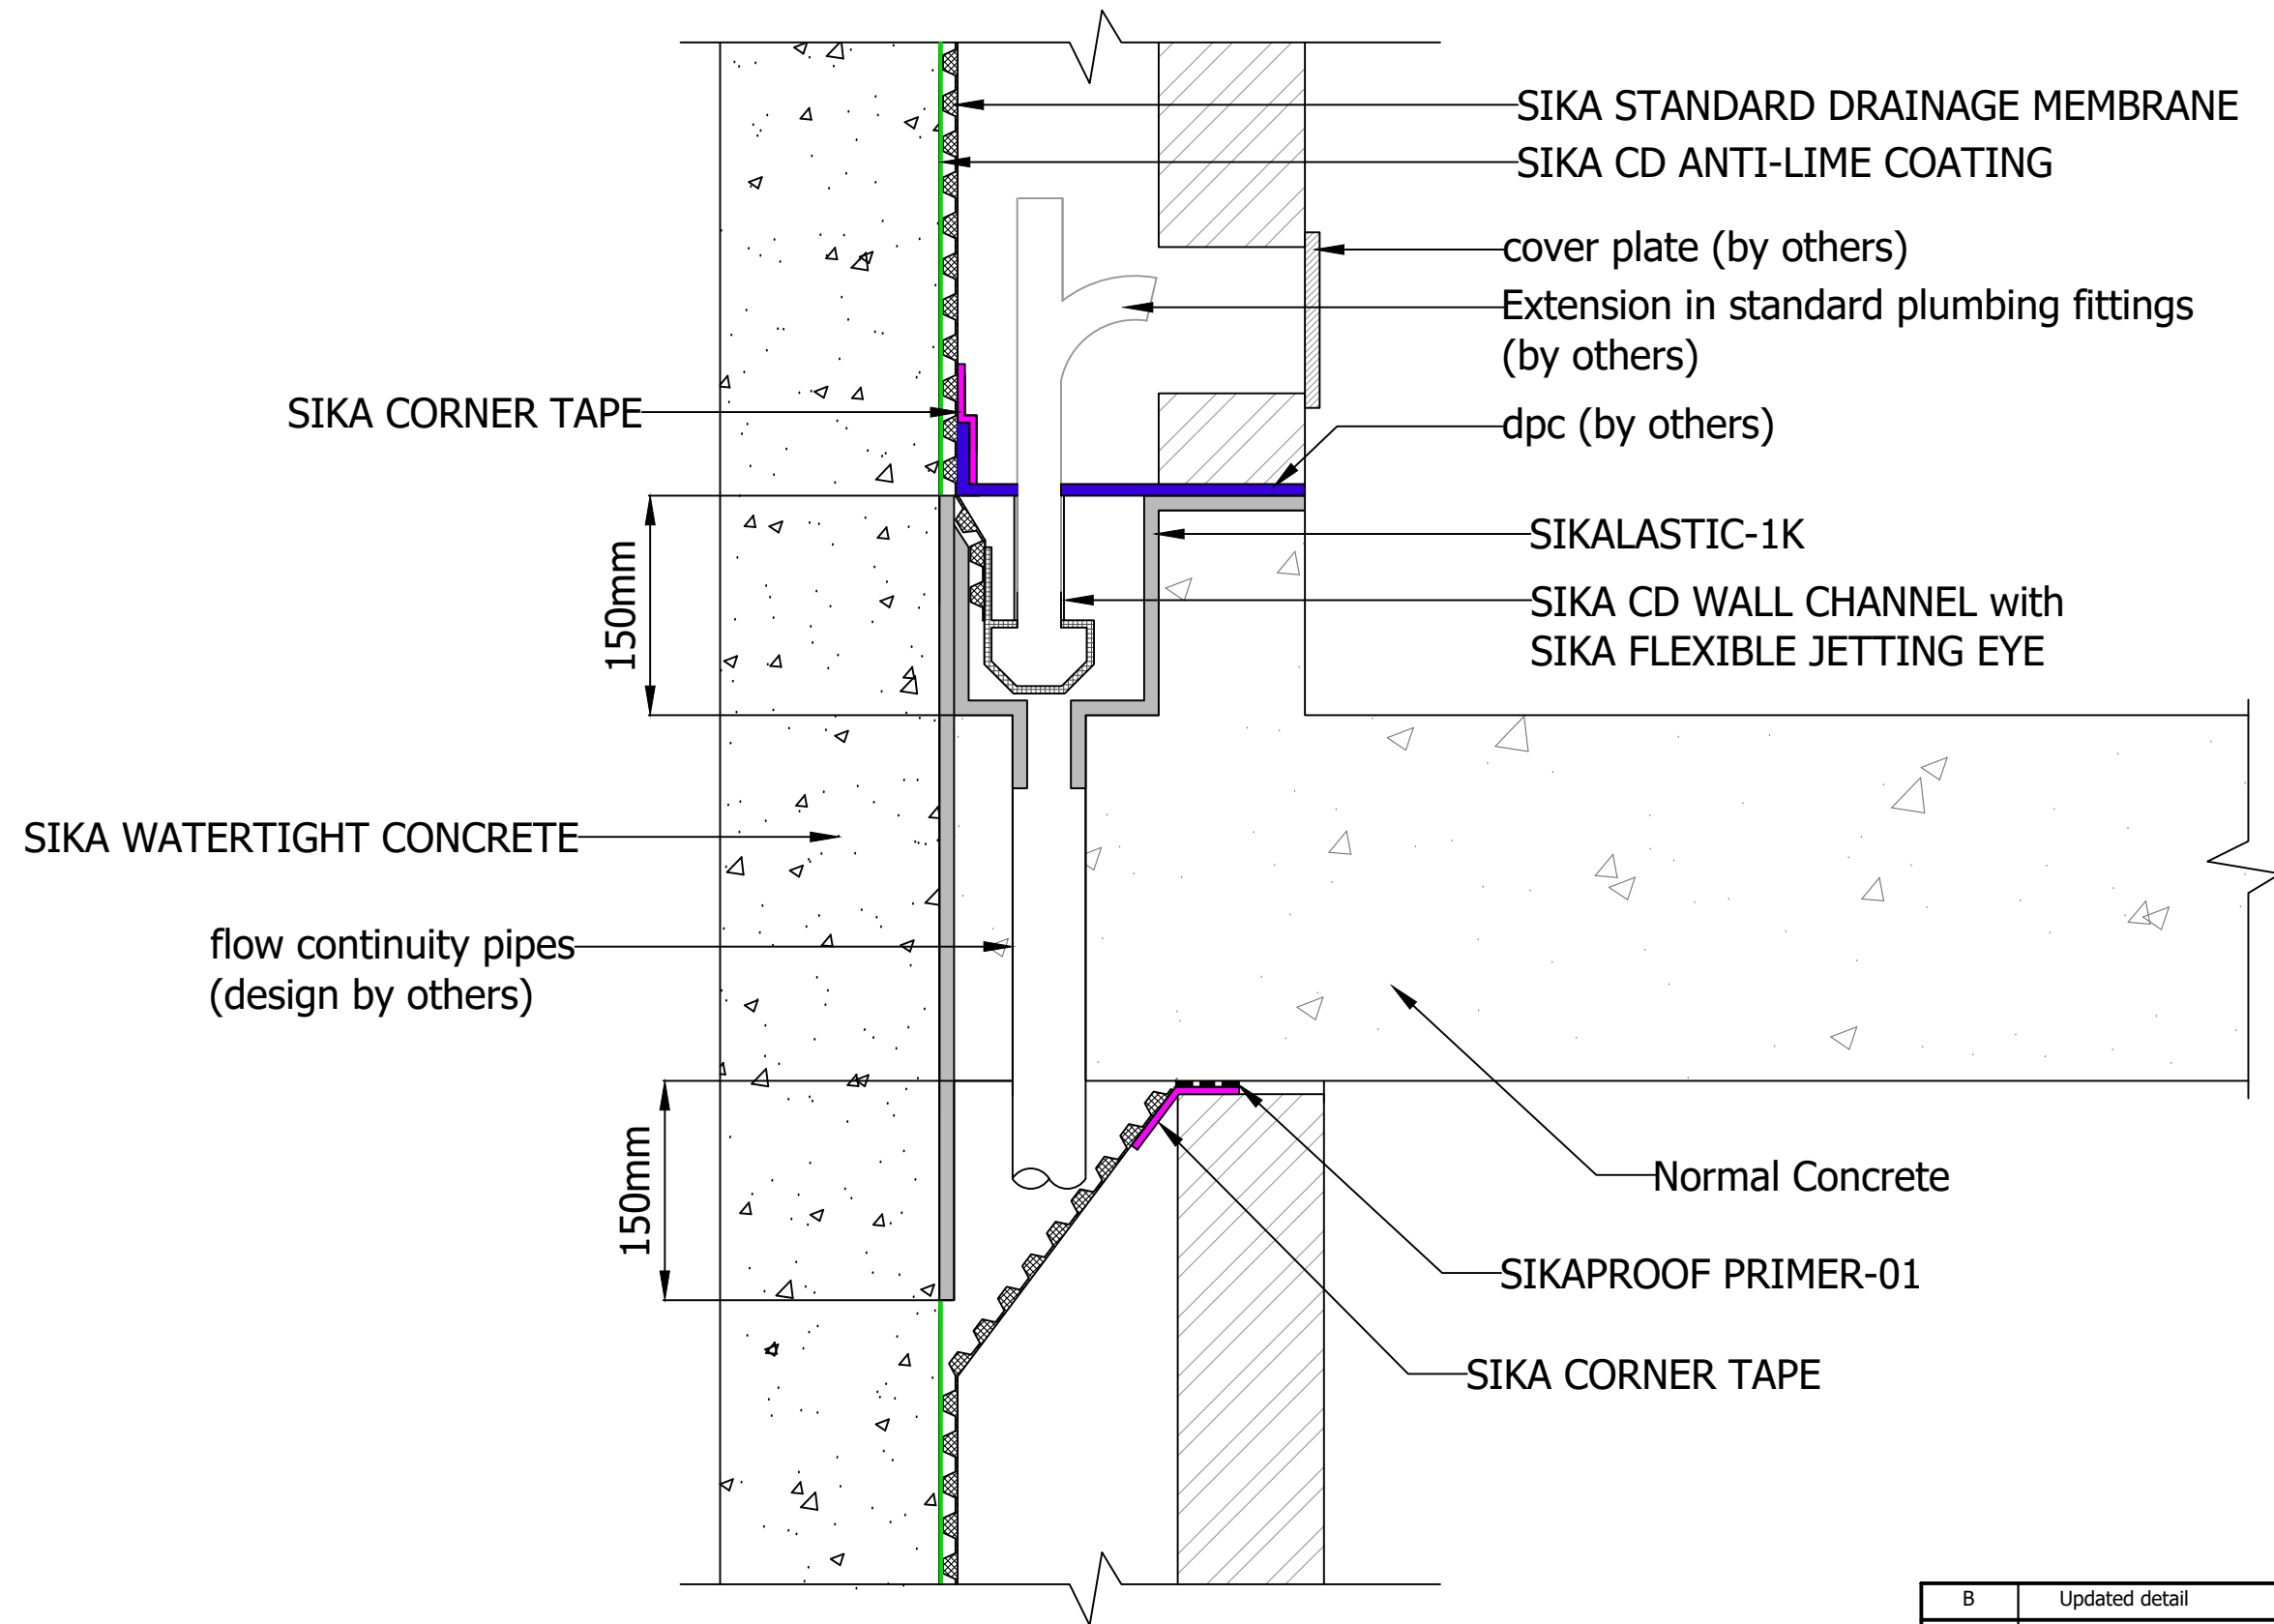 SIKA STANDARD DRAINAGE MEMBRANE
SIKA CD ANTI-LIME COATING
cover plate (by others)
Extension in standard plumbing fittings
(by others)
SIKA CORNER TAPE
dpc (by others)
150mm
SIKALASTIC-1K
SIKA CD WALL CHANNEL with
SIKA FLEXIBLE JETTING EYE
SIKA WATERTIGHT CONCRETE
flow continuity pipes
(design by others)
150mm
Normal Concrete
SIKAPROOF PRIMER-01
SIKA CORNER TAPE
B Updated detail